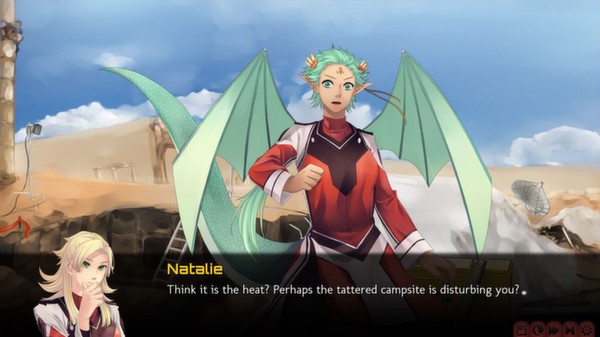 Natalie
Think it is the heat? Perhaps the tattered campsite is disturbing you?